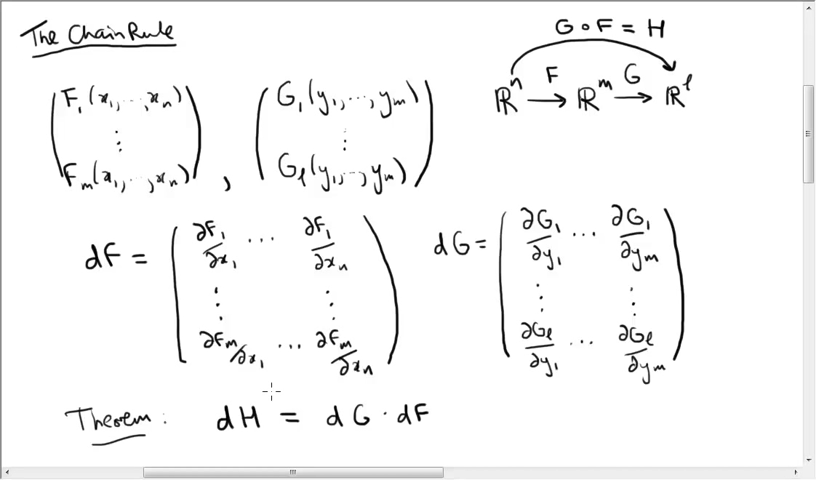 The Chain Rule
G ∘ F = H
ℝⁿ —F→ ℝᵐ —G→ ℝˡ
( F₁(x₁,...,xₙ) ⋮ Fₘ(x₁,...,xₙ) ) , ( G₁(y₁,...,yₘ) ⋮ Gₗ(y₁,...,yₘ) )
dF = ( ∂F₁/∂x₁ ... ∂F₁/∂xₙ ⋮ ⋮ ∂Fₘ/∂x₁ ... ∂Fₘ/∂xₙ )
dG = ( ∂G₁/∂y₁ ... ∂G₁/∂yₘ ⋮ ⋮ ∂Gₗ/∂y₁ ... ∂Gₗ/∂yₘ )
Theorem: dH = dG · dF